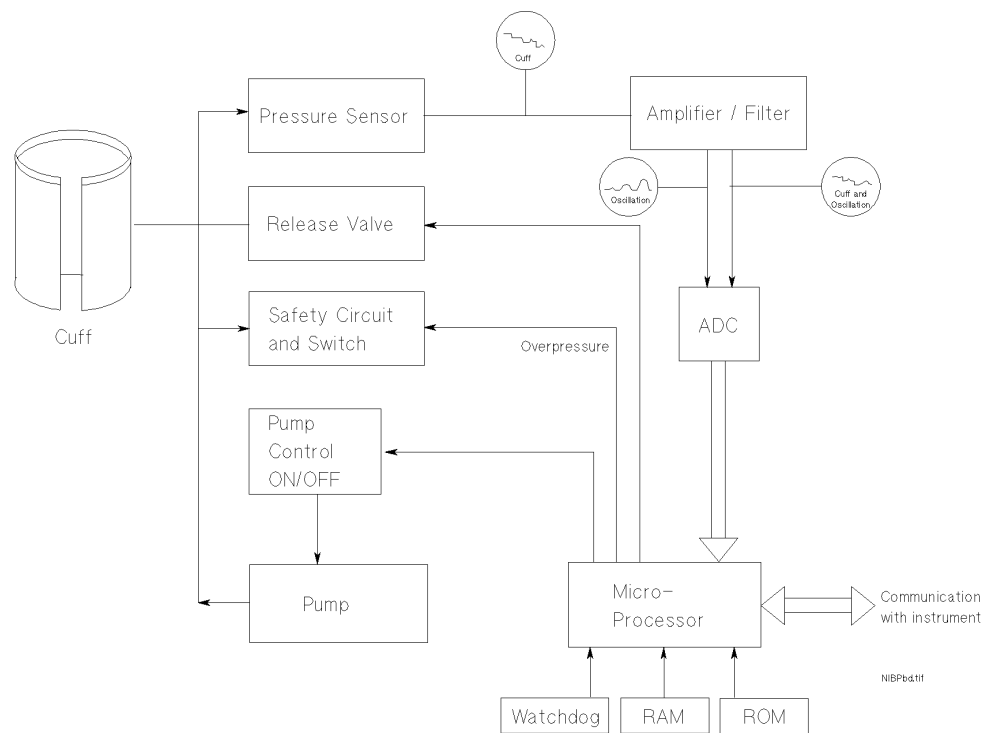 Cuff
Pressure Sensor
Amplifier / Filter
Oscillation
Cuff and
Oscillation
Release Valve
Cuff
Safety Circuit
and Switch
Overpressure
ADC
Pump
Control
ON/OFF
Pump
Micro-
Processor
Communication
with instrument
NIBPbd.tif
Watchdog
RAM
ROM